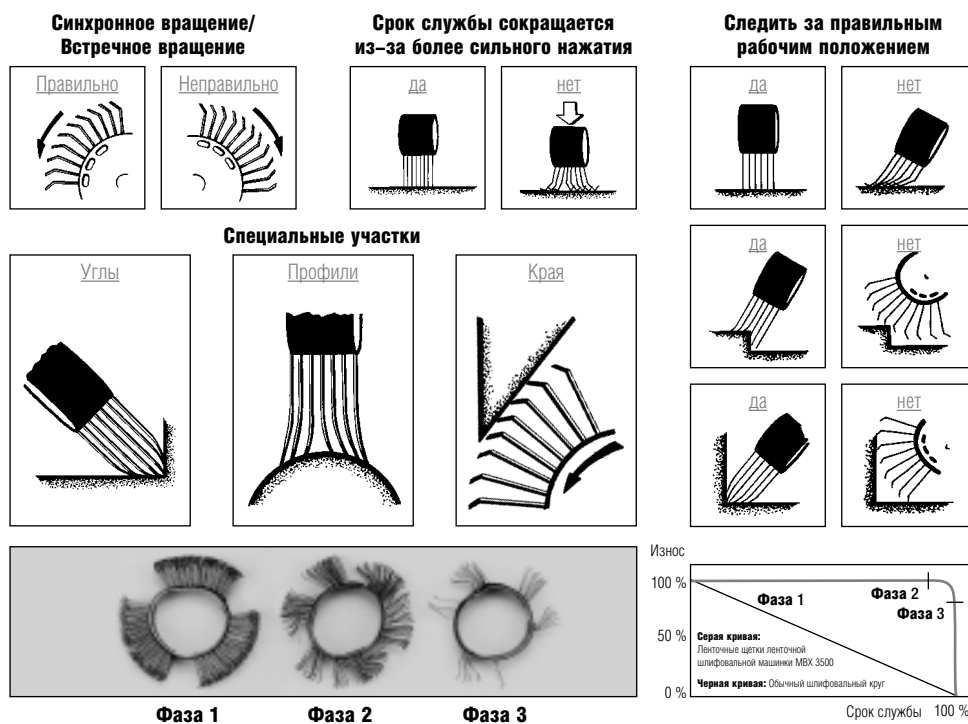 Синхронное вращение/
Встречное вращение
Правильно
Неправильно
Срок службы сокращается
из–за более сильного нажатия
да
нет
Следить за правильным
рабочим положением
да
нет
да
нет
да
нет
Специальные участки
Углы
Профили
Края
Фаза 1
Фаза 2
Фаза 3
Износ
100 %
50 %
0 %
Фаза 1
Фаза 2
Фаза 3
Серая кривая:
Ленточные щетки ленточной
шлифовальной машинки MBX 3500
Черная кривая: Обычный шлифовальный круг
Срок службы 100 %